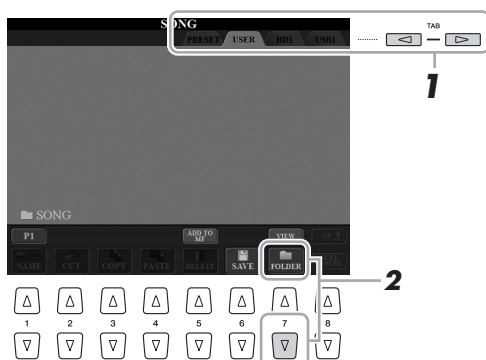 SONG
PRESET USER HD1 USB1
TAB
1
SONG
P1 ADD TO MF VIEW UP
NAME CUT COPY PASTE DELETE SAVE FOLDER
2
1 2 3 4 5 6 7 8